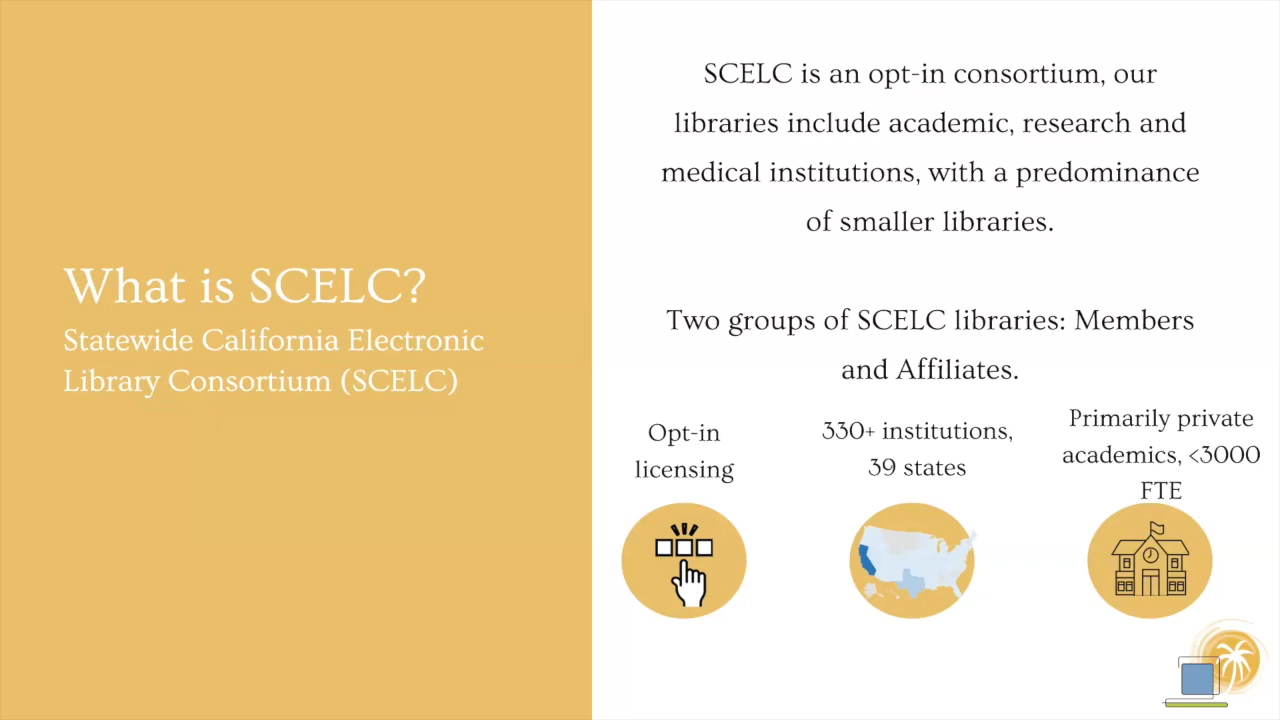 What is SCELC?
Statewide California Electronic
Library Consortium (SCELC)
SCELC is an opt-in consortium, our
libraries include academic, research and
medical institutions, with a predominance
of smaller libraries.
Two groups of SCELC libraries: Members
and Affiliates.
Opt-in
licensing
330+ institutions,
39 states
Primarily private
academics, <3000
FTE